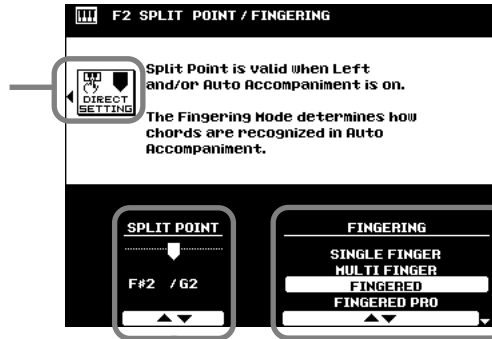 F2 SPLIT POINT / FINGERING
Split Point is valid when Left
and/or Auto Accompaniment is on.
DIRECT
SETTING
The Fingering Mode determines how
chords are recognized in Auto
Accompaniment.
SPLIT POINT
F#2 / G2
FINGERING
SINGLE FINGER
MULTI FINGER
FINGERED
FINGERED PRO